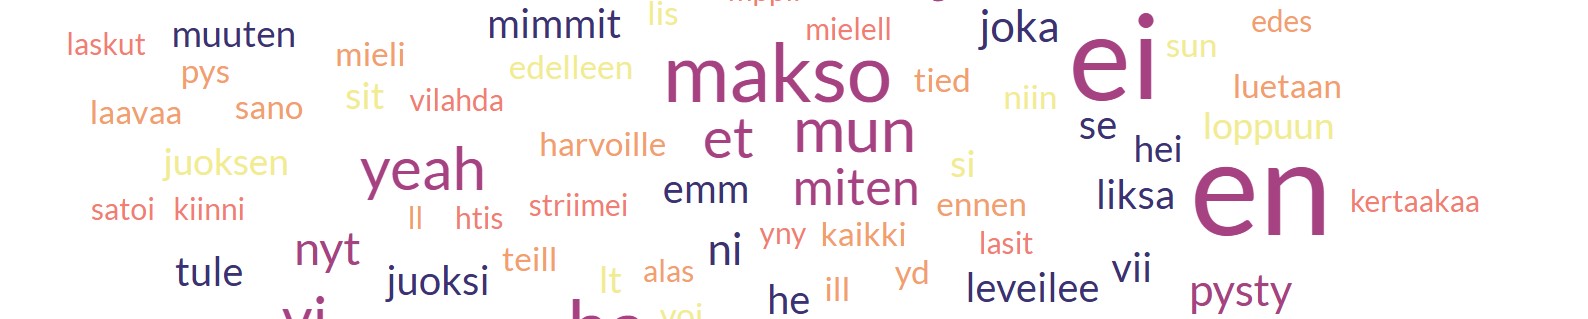 lis
mimmit
joka
edes
laskut
muuten
mielell
ei
sun
mieli
pys
edelleen
makso
tied
luetaan
sit
vilahda
niin
laavaa
sano
se
loppuun
harvoille
et
mun
hei
juoksen
yeah
si
emm
miten
liksa
en
satoi
kiinni
ll
htis
striimei
ennen
kertaakaa
yny
kaikki
lasit
nyt
ni
tule
juoksi
teill
lt
alas
yd
vii
he
ill
leveilee
pysty